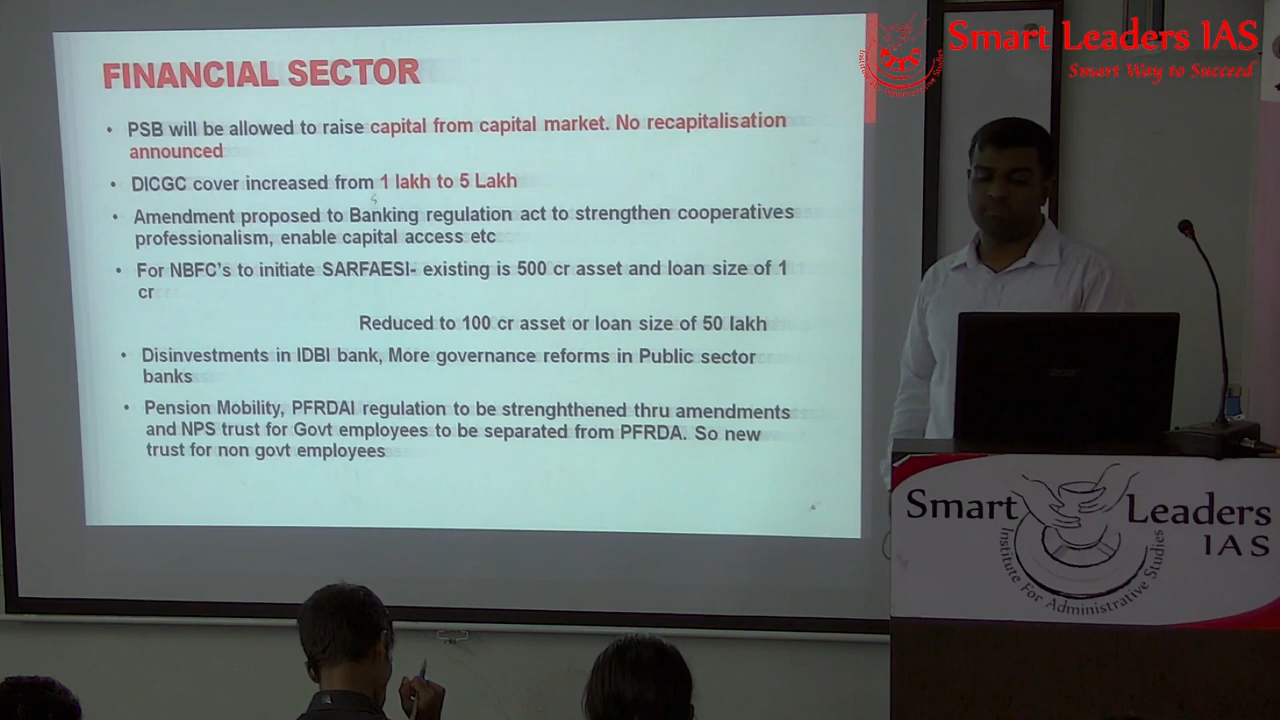 Smart Leaders IAS
Smart Way to Succeed
Institute For Administrative Studies
FINANCIAL SECTOR
• PSB will be allowed to raise capital from capital market. No recapitalisation
announced
• DICGC cover increased from 1 lakh to 5 Lakh
• Amendment proposed to Banking regulation act to strengthen cooperatives
professionalism, enable capital access etc
• For NBFC's to initiate SARFAESI- existing is 500 cr asset and loan size of 1
cr
Reduced to 100 cr asset or loan size of 50 lakh
• Disinvestments in IDBI bank, More governance reforms in Public sector
banks
• Pension Mobility, PFRDAI regulation to be strenghthened thru amendments
and NPS trust for Govt employees to be separated from PFRDA. So new
trust for non govt employees
acer
Smart Leaders
IAS
Institute For Administrative Studies